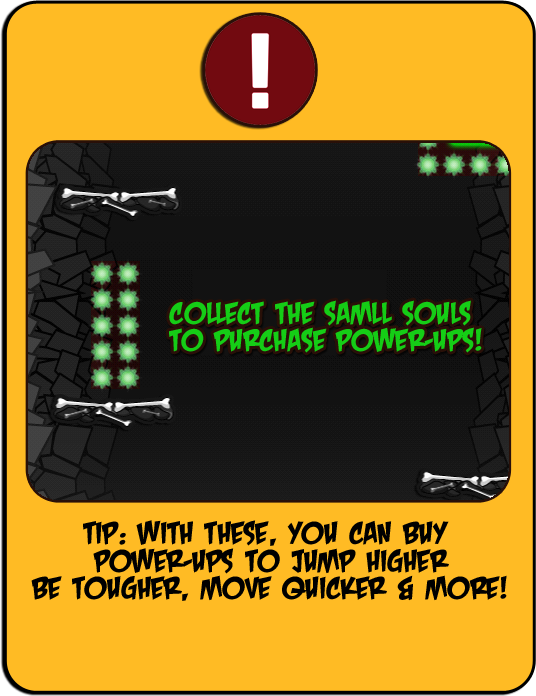 !
COLLECT THE SAMLL SOULS
TO PURCHASE POWER-UPS!
TIP: WITH THESE, YOU CAN BUY
POWER-UPS TO JUMP HIGHER
BE TOUGHER, MOVE QUICKER & MORE!